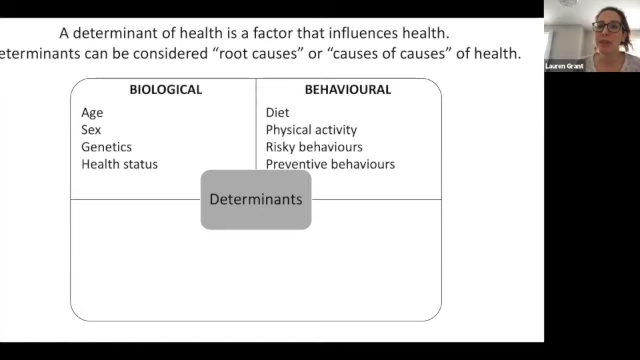 A determinant of health is a factor that influences health.
eterminants can be considered “root causes” or “causes of causes” of health.
BIOLOGICAL
Age
Sex
Genetics
Health status
BEHAVIOURAL
Diet
Physical activity
Risky behaviours
Preventive behaviours
Determinants
Lauren Grant